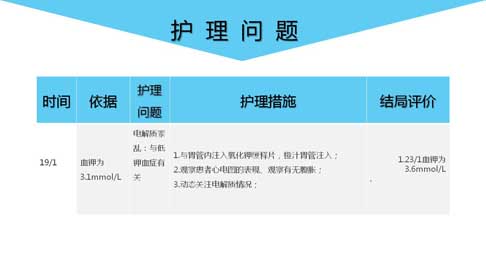 护理问题
时间
依据
护理
问题
护理措施
结局评价
19/1
血钾为
3.1mmol/L
电解质紊
乱：与低
钾血症有
关
1.与胃管内注入氯化钾缓释片，橙汁胃管注入；
2.观察患者心电图的表现、观察有无腹胀；
3.动态关注电解质情况；
1.23/1血钾为
3.6mmol/L
.